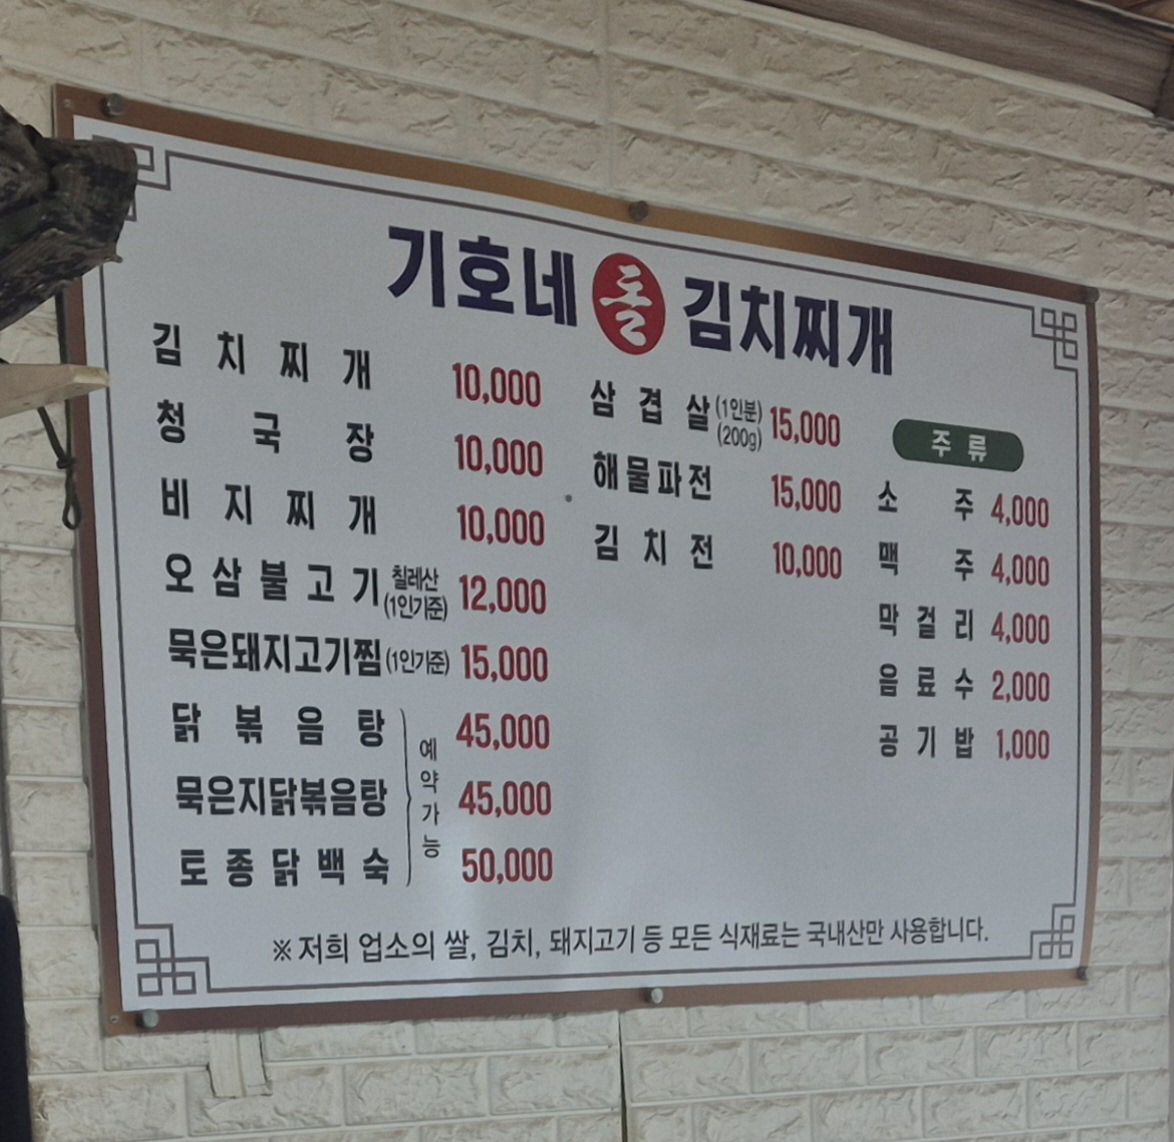 기호네 돌 김치찌개
김치찌개 10,000
청국장 10,000
비지찌개 10,000
오삼불고기 칠레산 (1인기준) 12,000
묵은돼지고기찜(1인기준) 15,000
닭볶음탕 45,000
묵은지닭볶음탕 45,000
토종닭백숙 50,000
예약가능
삼겹살 (1인분) (200g) 15,000
해물파전 15,000
김치전 10,000
주류
소주 4,000
맥주 4,000
막걸리 4,000
음료수 2,000
공기밥 1,000
※ 저희 업소의 쌀, 김치, 돼지고기 등 모든 식재료는 국내산만 사용합니다.